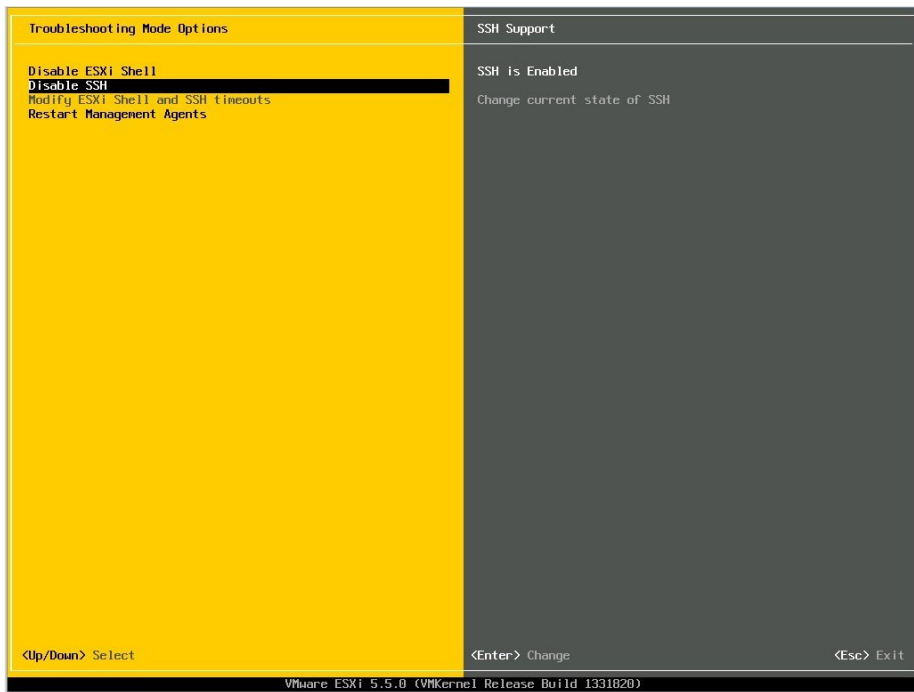 Troubleshooting Mode Options
SSH Support
Disable ESXi Shell
Disable SSH
Modify ESXi Shell and SSH timeouts
Restart Management Agents
SSH is Enabled
Change current state of SSH
<Up/Down> Select
<Enter> Change
<Esc> Exit
VMware ESXi 5.5.0 (VMKernel Release Build 1331820)